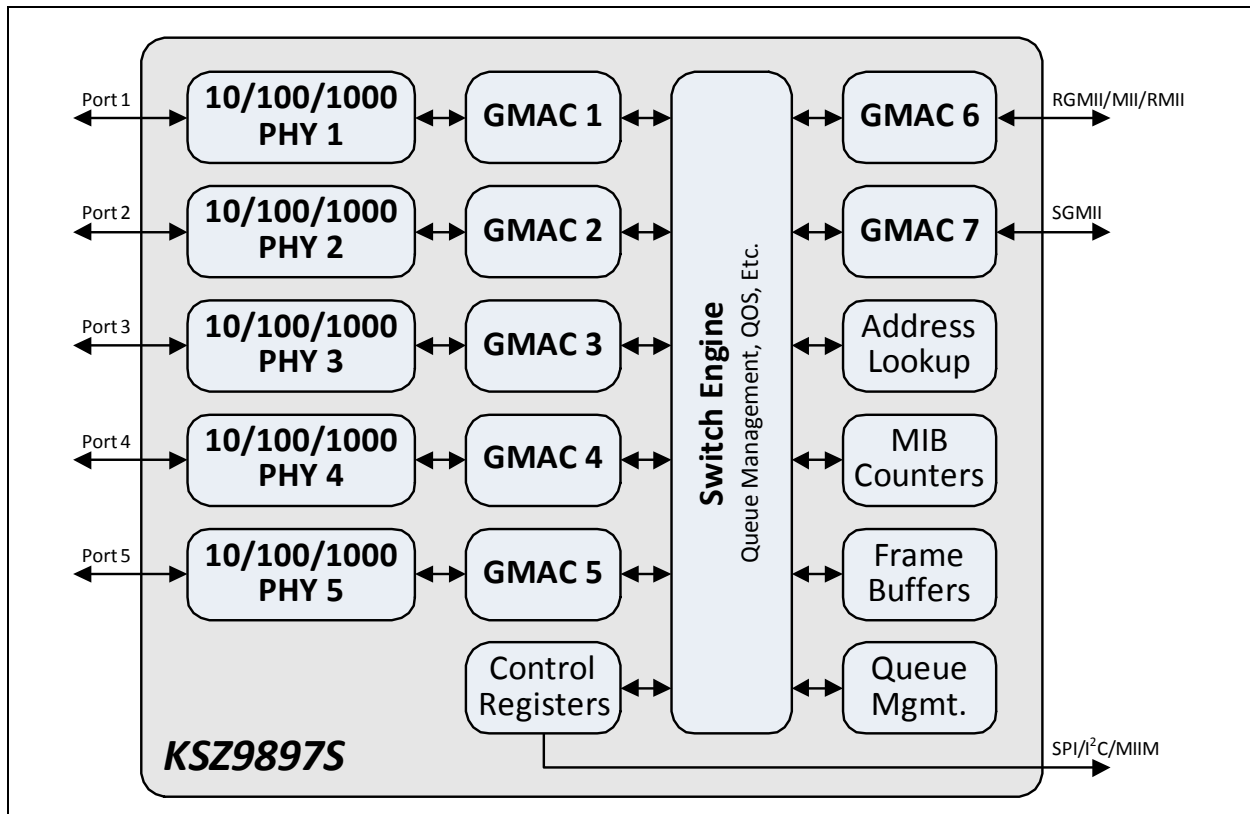 Port 1
10/100/1000
PHY 1
GMAC 1
GMAC 6
RGMII/MII/RMII
Port 2
10/100/1000
PHY 2
GMAC 2
GMAC 7
SGMII
Port 3
10/100/1000
PHY 3
GMAC 3
Switch Engine
Queue Management, QOS, Etc.
Address
Lookup
Port 4
10/100/1000
PHY 4
GMAC 4
MIB
Counters
Port 5
10/100/1000
PHY 5
GMAC 5
Frame
Buffers
Control
Registers
Queue
Mgmt.
KSZ9897S
SPI/I²C/MIIM